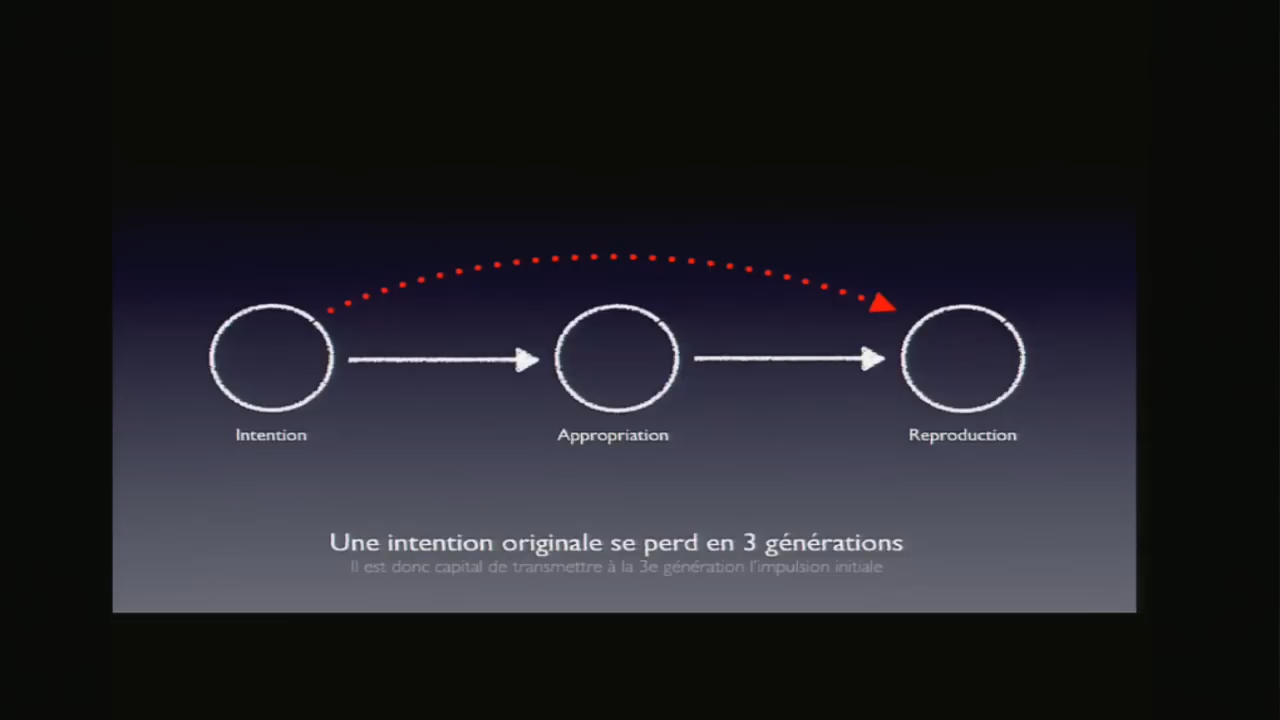 Intention
Appropriation
Reproduction
Une intention originale se perd en 3 générations
Il est donc capital de transmettre à la 3e génération l'impulsion initiale